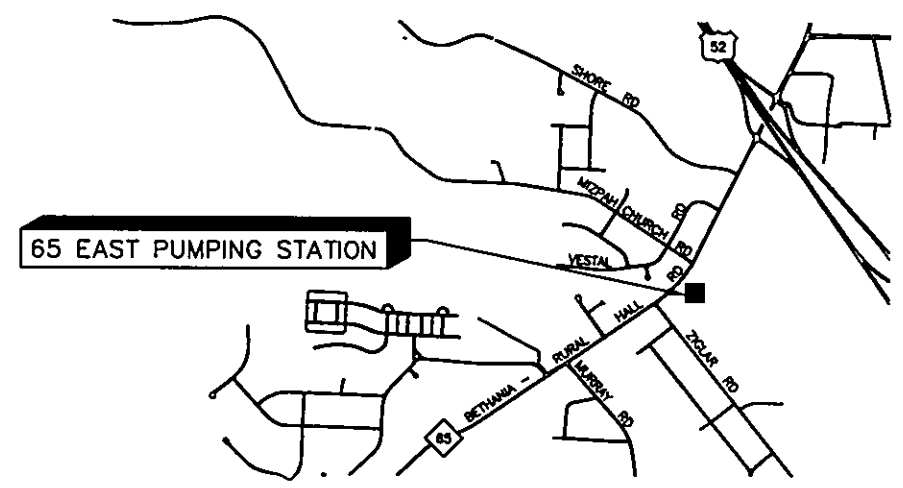 52
SHORE RD
MIZPAH CHURCH RD
RD
VESTAL
65 EAST PUMPING STATION
BETHANIA - RURAL HALL RD
ZIGLAR RD
MURRAY RD
65